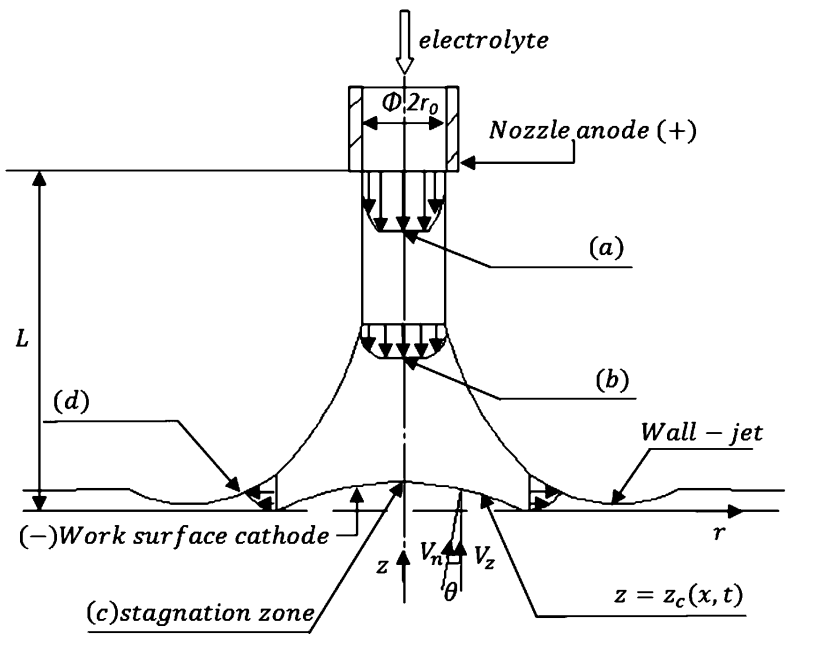 electrolyte
Φ 2r₀
Nozzle anode (+)
(a)
L
(b)
(d)
Wall − jet
(−)Work surface cathode
r
z
Vₙ
V_z
θ
(c)stagnation zone
z = z_c(x, t)